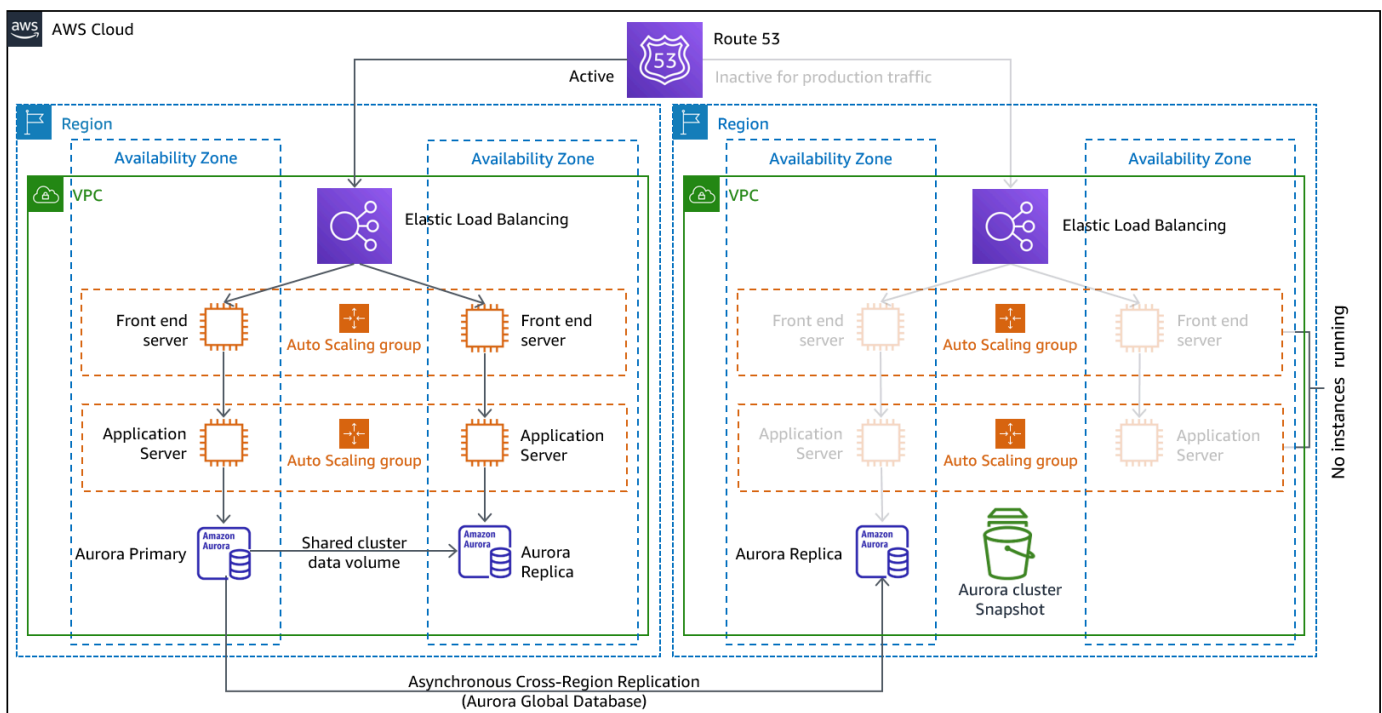 aws
AWS Cloud
Route 53
53
Active
Inactive for production traffic
Region
Availability Zone
Availability Zone
VPC
Elastic Load Balancing
Front end
server
Auto Scaling group
Front end
server
Application
Server
Auto Scaling group
Application
Server
Aurora Primary
Amazon
Aurora
Shared cluster
data volume
Amazon
Aurora
Aurora
Replica
Region
Availability Zone
Availability Zone
VPC
Elastic Load Balancing
Front end
server
Auto Scaling group
Front end
server
Application
Server
Auto Scaling group
Application
Server
No instances running
Aurora Replica
Amazon
Aurora
Aurora cluster
Snapshot
Asynchronous Cross-Region Replication
(Aurora Global Database)